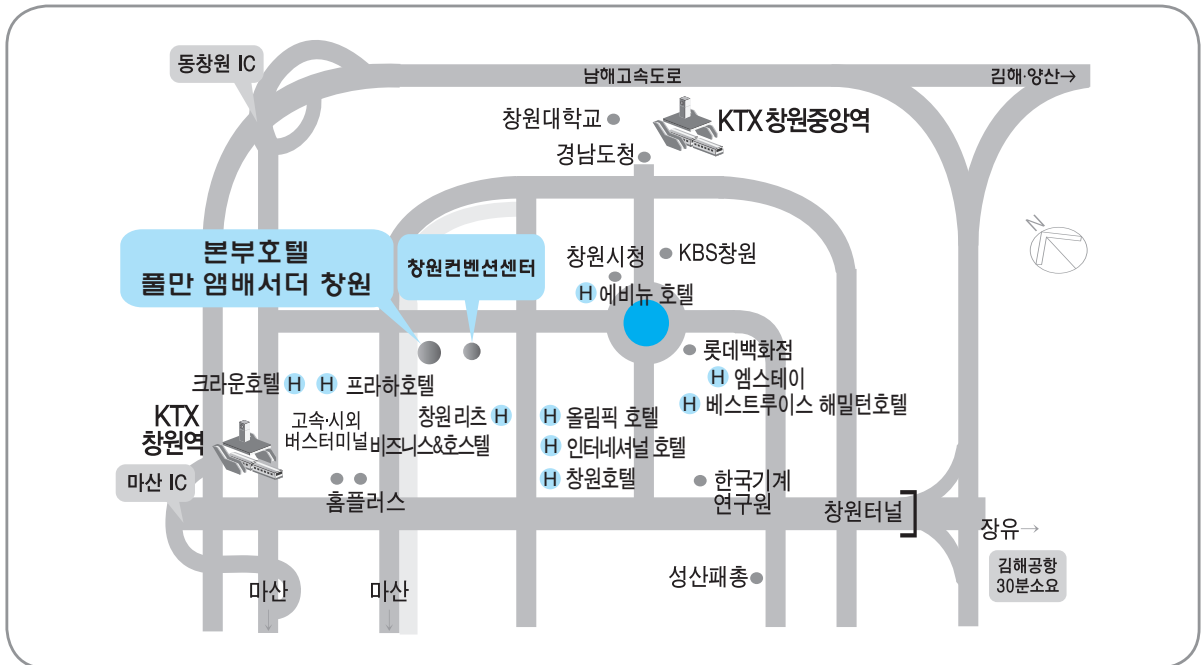 동창원 IC
남해고속도로
김해·양산→
창원대학교
KTX 창원중앙역
경남도청
본부호텔
풀만 앰배서더 창원
창원컨벤션센터
창원시청
KBS창원
N
H 에비뉴 호텔
롯데백화점
H 엠스테이
H 베스트루이스 해밀턴호텔
크라운호텔 H
H 프라하호텔
KTX
창원역
고속·시외
버스터미널
창원리츠 H
비즈니스&호스텔
H 올림픽 호텔
H 인터네셔널 호텔
H 창원호텔
마산 IC
홈플러스
한국기계
연구원
창원터널
장유→
김해공항
30분소요
성산패총
마산
↓
마산
↓